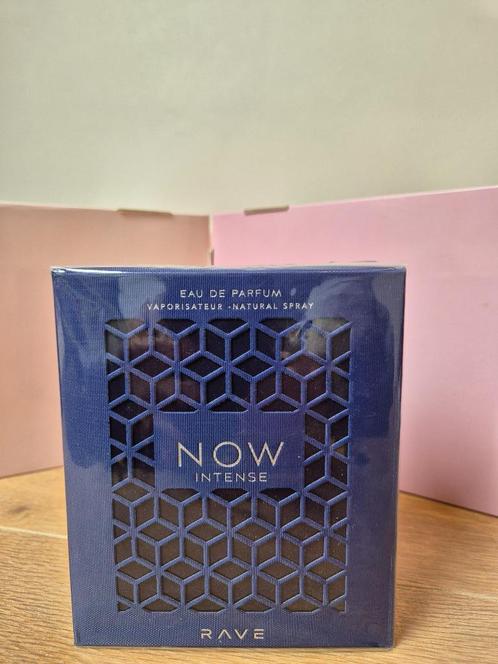 EAU DE PARFUM
VAPORISATEUR -NATURAL SPRAY
NOW
INTENSE
RAVE